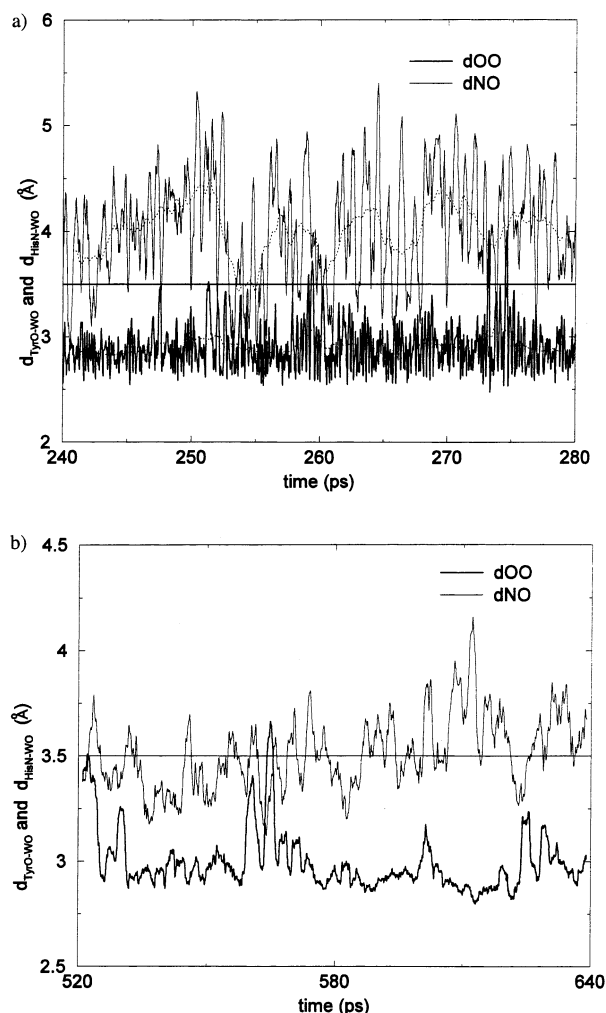 a)
6
5
4
3
2
d_TyrO-WO and d_HisN-WO (Å)
dOO
dNO
240 250 260 270 280
time (ps)
b)
4.5
4
3.5
3
2.5
d_TyrO-WO and d_HisN-WO (Å)
dOO
dNO
520 580 640
time (ps)